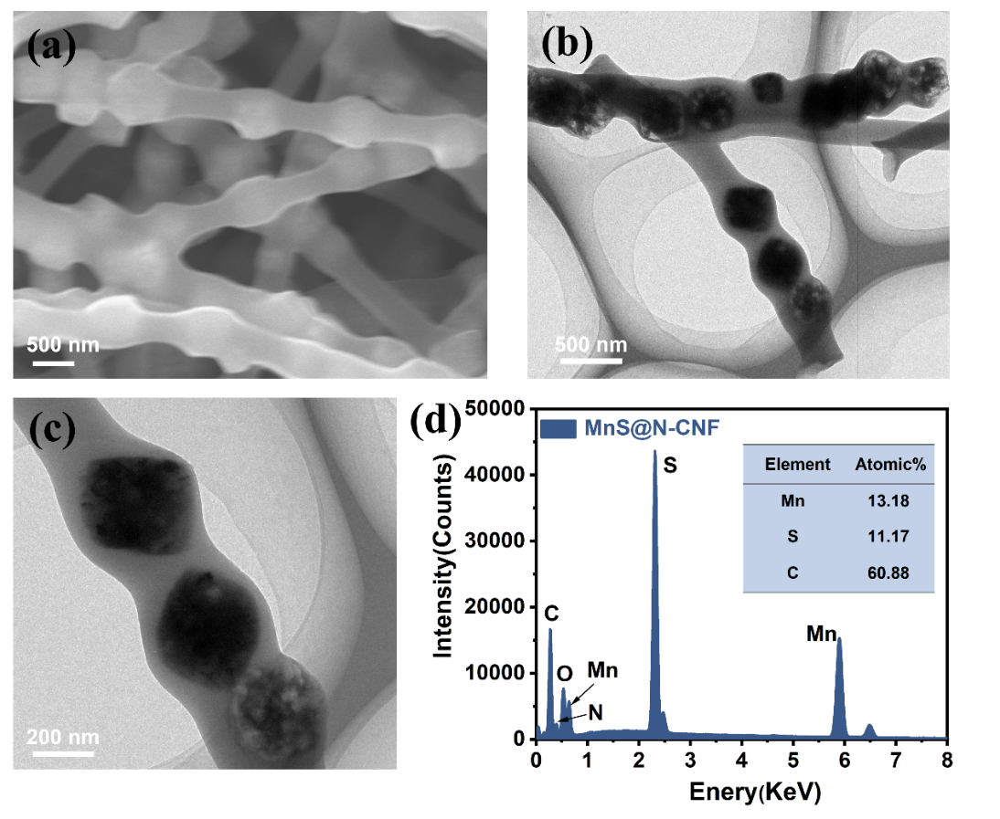 (a)
500 nm
(b)
500 nm
(c)
200 nm
(d)
50000
40000
30000
20000
10000
0
Intensity(Counts)
MnS@N-CNF
Element Atomic%
Mn 13.18
S 11.17
C 60.88
S
C
O
Mn
N
Mn
0 1 2 3 4 5 6 7 8
Enery(KeV)